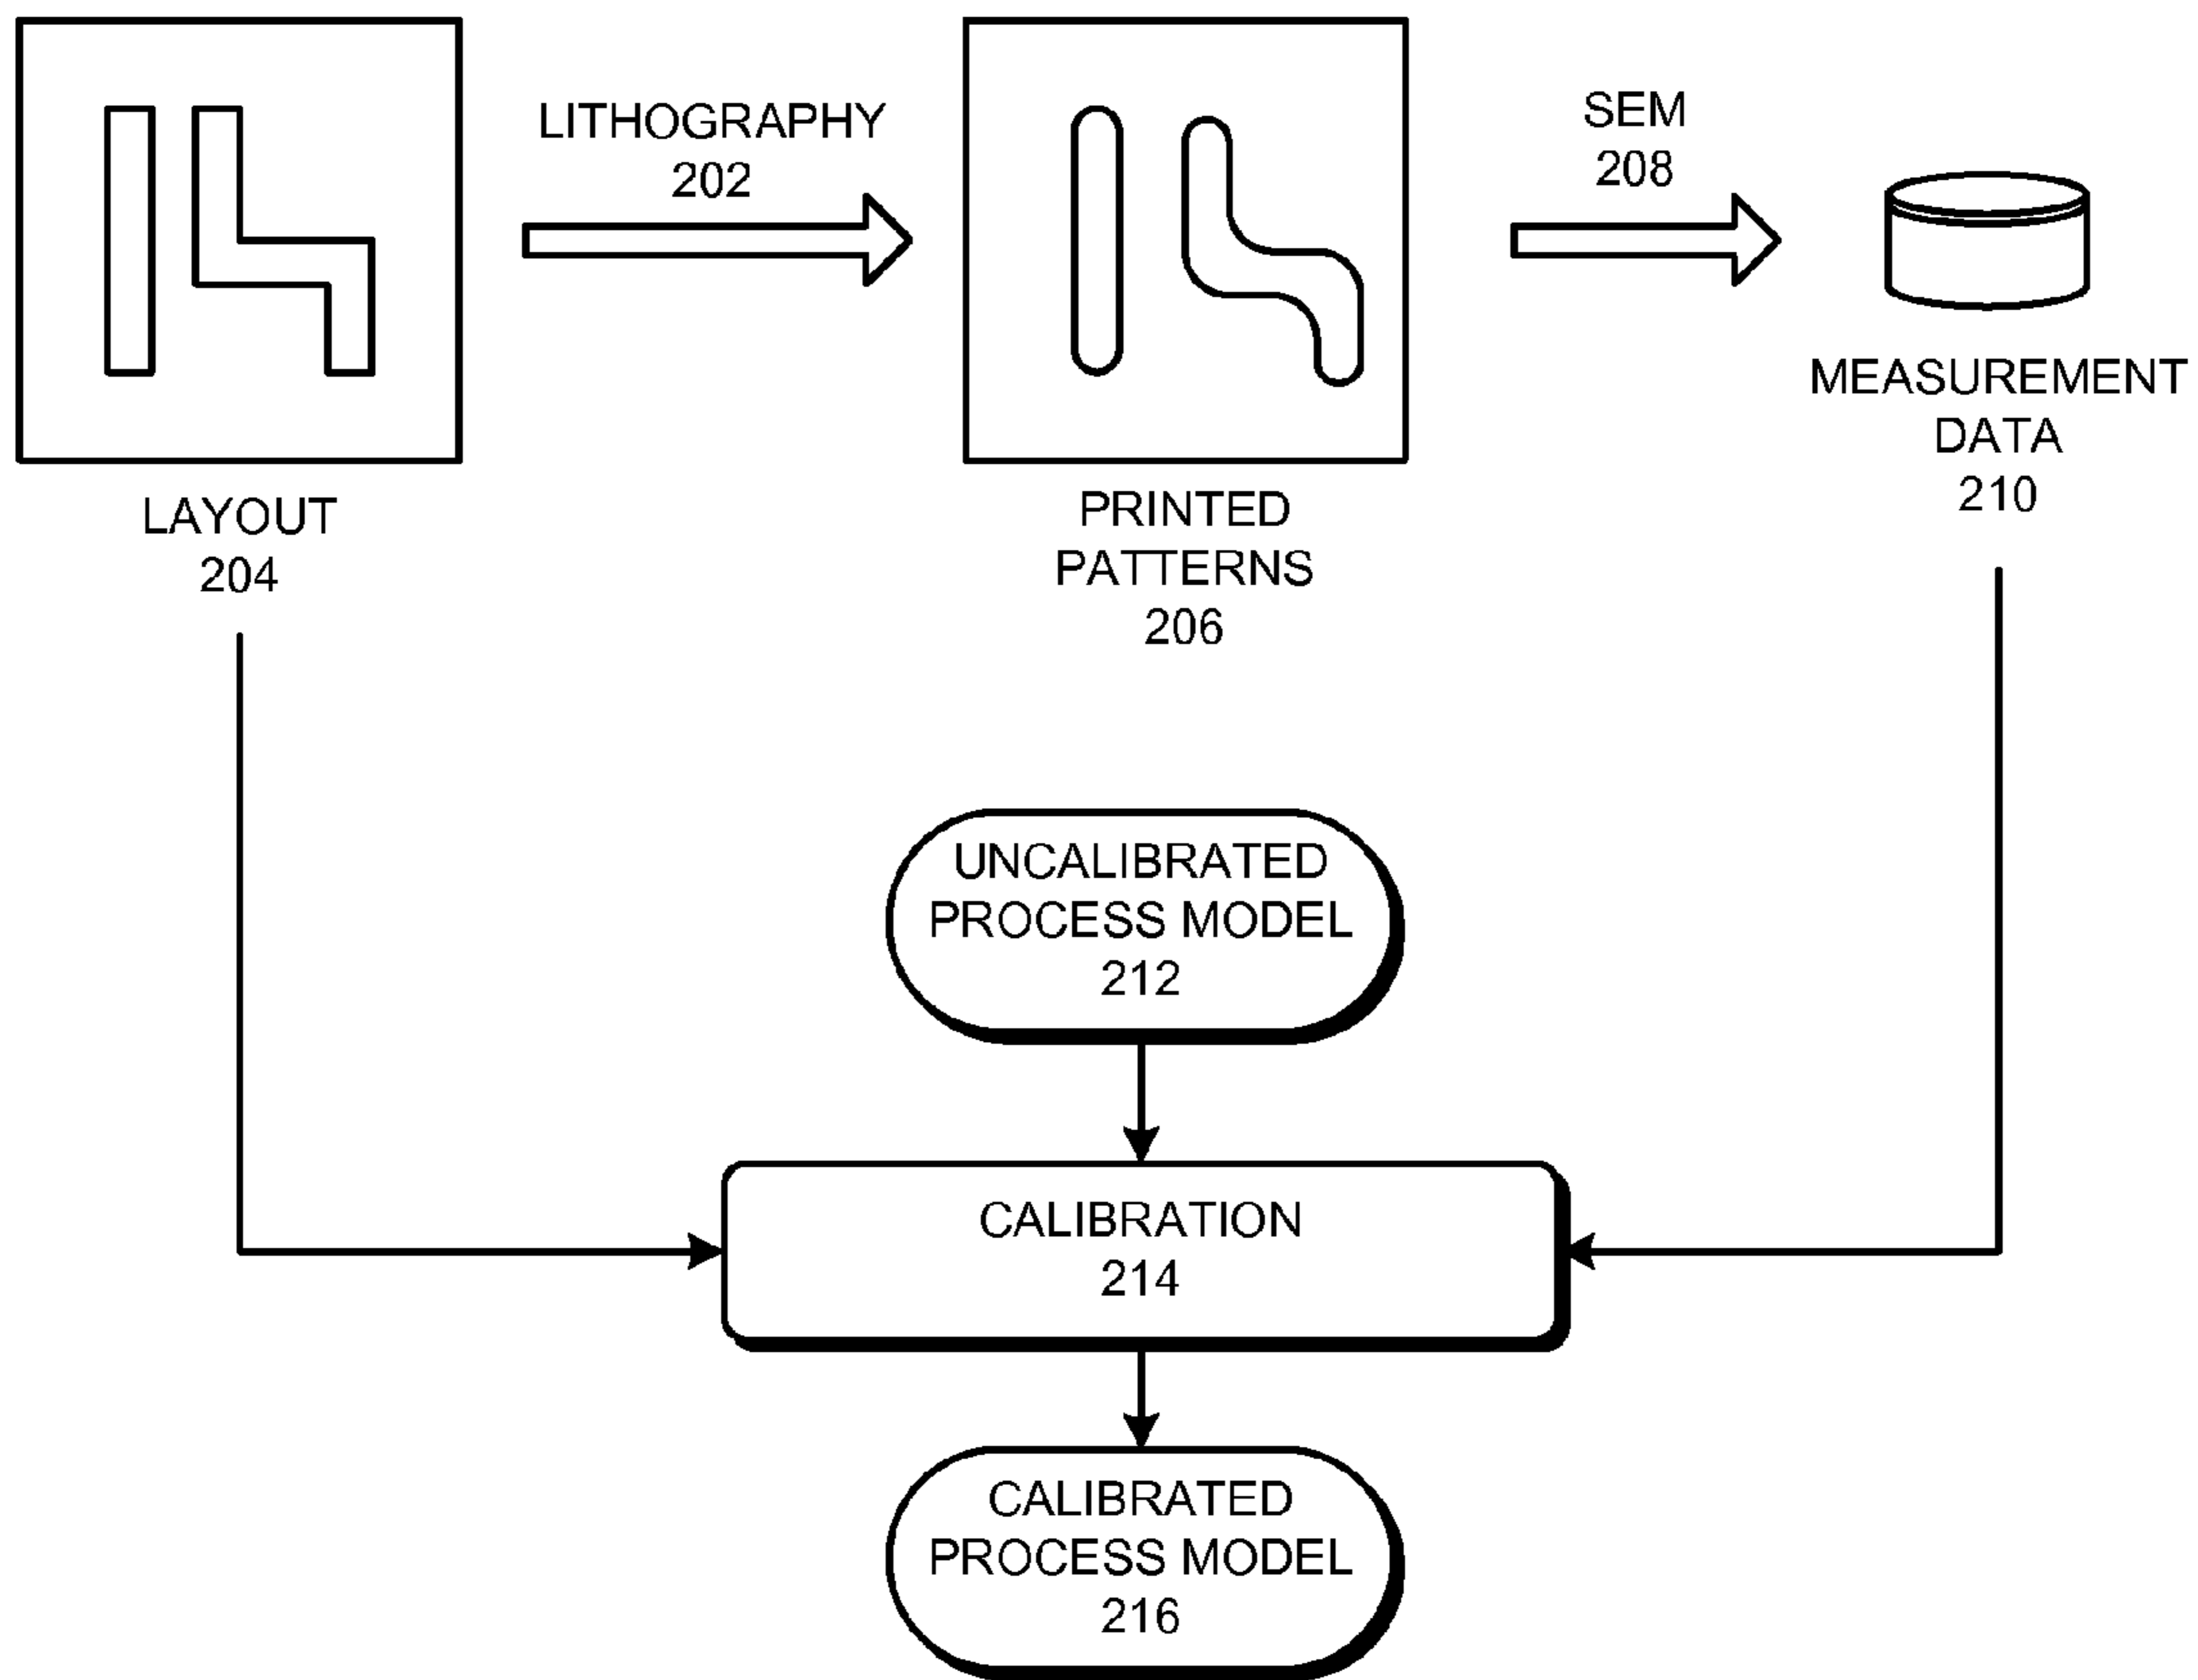 LITHOGRAPHY
202
SEM
208
LAYOUT
204
PRINTED
PATTERNS
206
MEASUREMENT
DATA
210
UNCALIBRATED
PROCESS MODEL
212
CALIBRATION
214
CALIBRATED
PROCESS MODEL
216